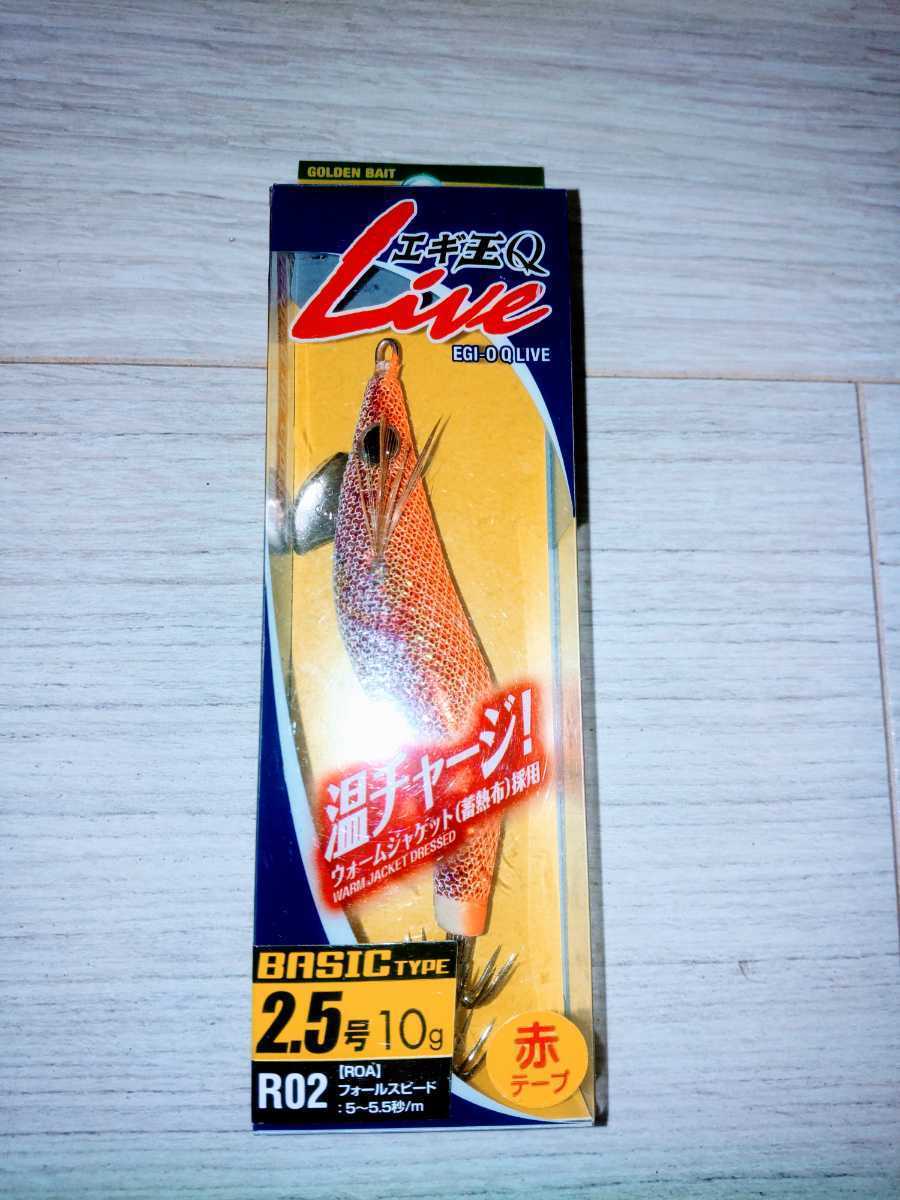 GOLDEN BAIT
エギ王Q
Live
EGI-O Q LIVE
温チャージ!
ウォームジャケット(蓄熱布)採用
WARM JACKET DRESSED
BASIC TYPE
2.5号 10g
R02
【ROA】
フォールスピード
:5〜5.5秒/m
赤
テープ